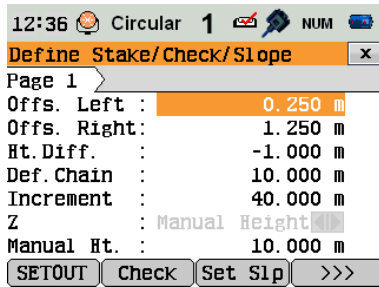 12:36 Circular 1 NUM
Define Stake/Check/Slope x
Page 1
Offs. Left : 0.250 m
Offs. Right: 1.250 m
Ht.Diff. : -1.000 m
Def.Chain : 10.000 m
Increment : 40.000 m
Z : Manual Height
Manual Ht. : 10.000 m
SETOUT Check Set Slp >>>